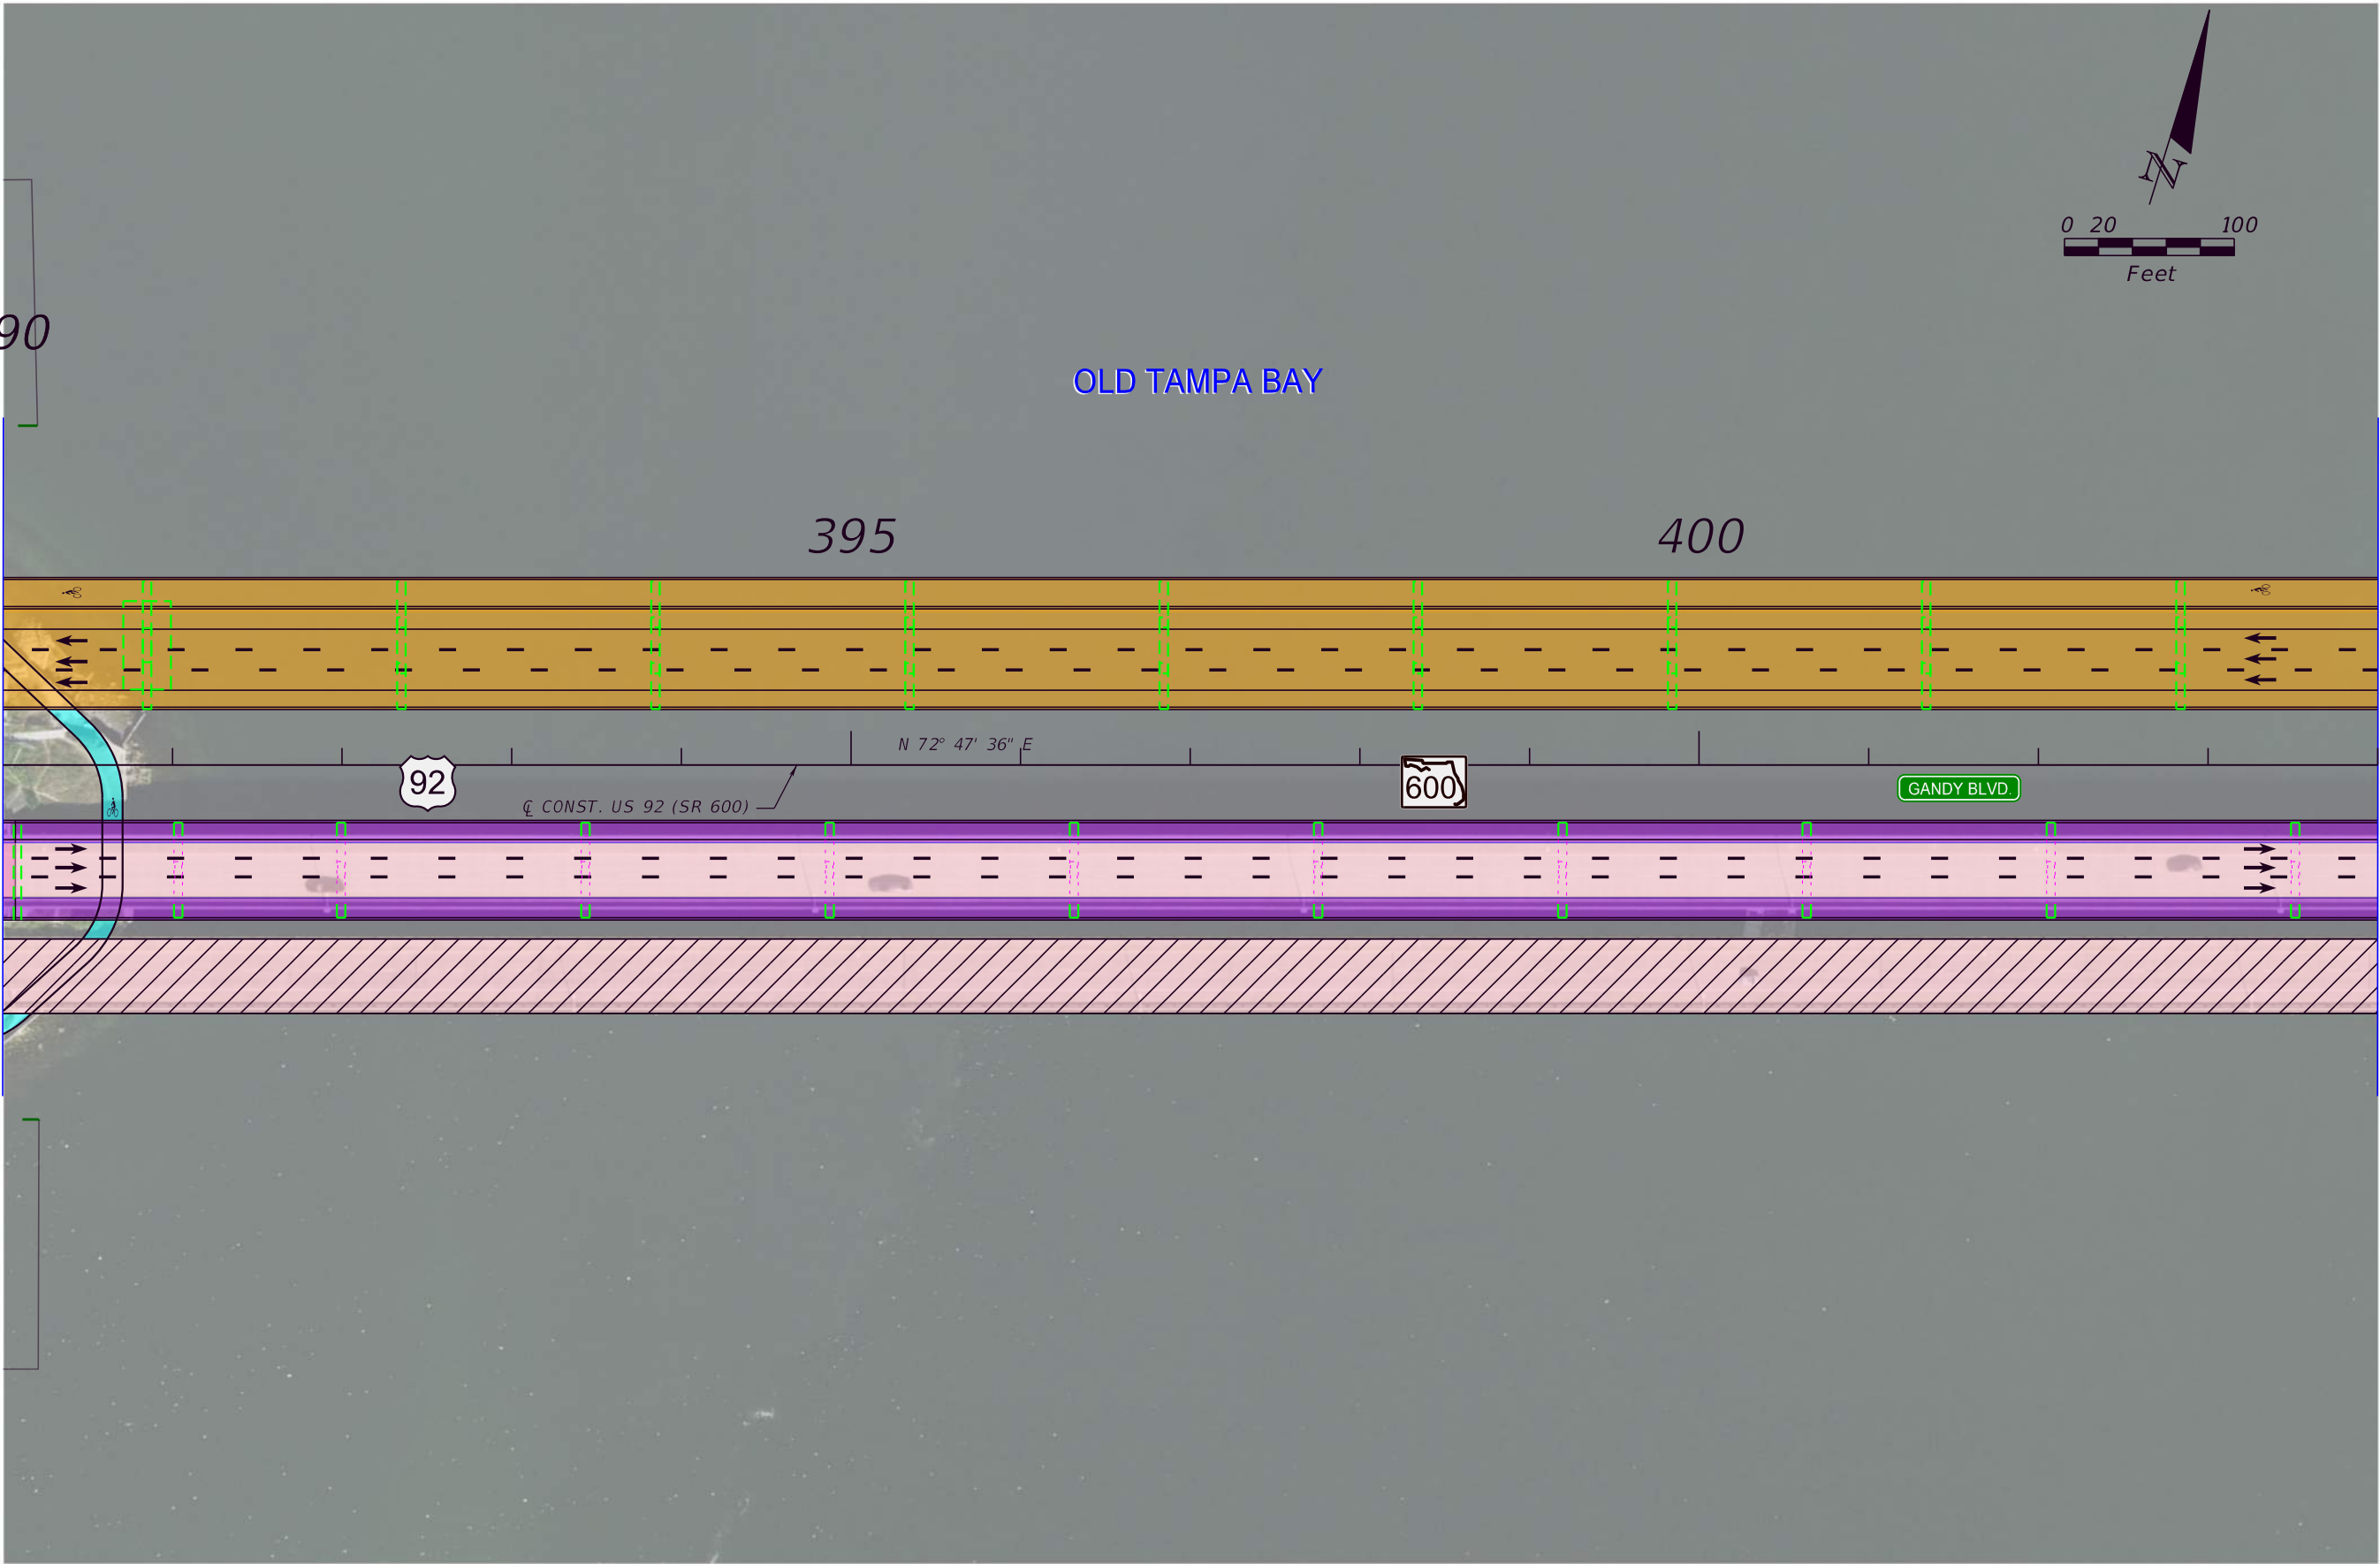 N
0 20 100
Feet
90
OLD TAMPA BAY
395
400
N 72° 47' 36" E
92
600
GANDY BLVD.
℄ CONST. US 92 (SR 600)